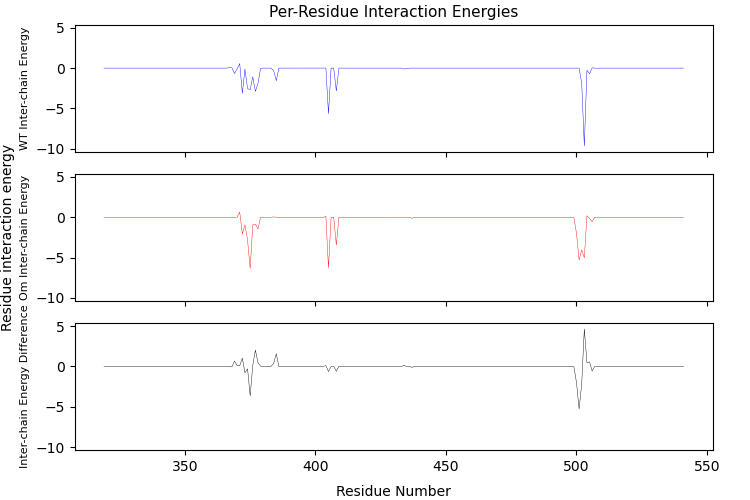 Per-Residue Interaction Energies
Residue interaction energy
WT Inter-chain Energy
5
0
−5
−10
Om Inter-chain Energy
5
0
−5
−10
Inter-chain Energy Difference
5
0
−5
−10
350
400
450
500
550
Residue Number